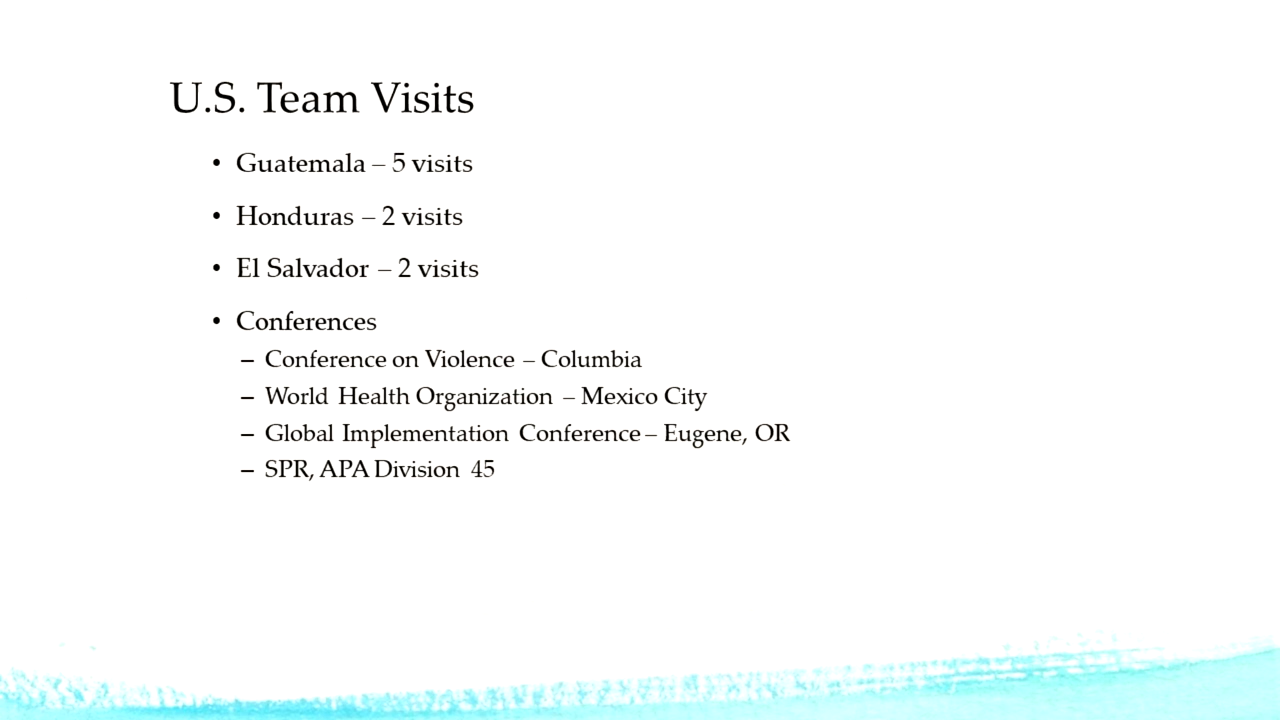 U.S. Team Visits
• Guatemala – 5 visits
• Honduras – 2 visits
• El Salvador – 2 visits
• Conferences
– Conference on Violence – Columbia
– World Health Organization – Mexico City
– Global Implementation Conference – Eugene, OR
– SPR, APA Division 45